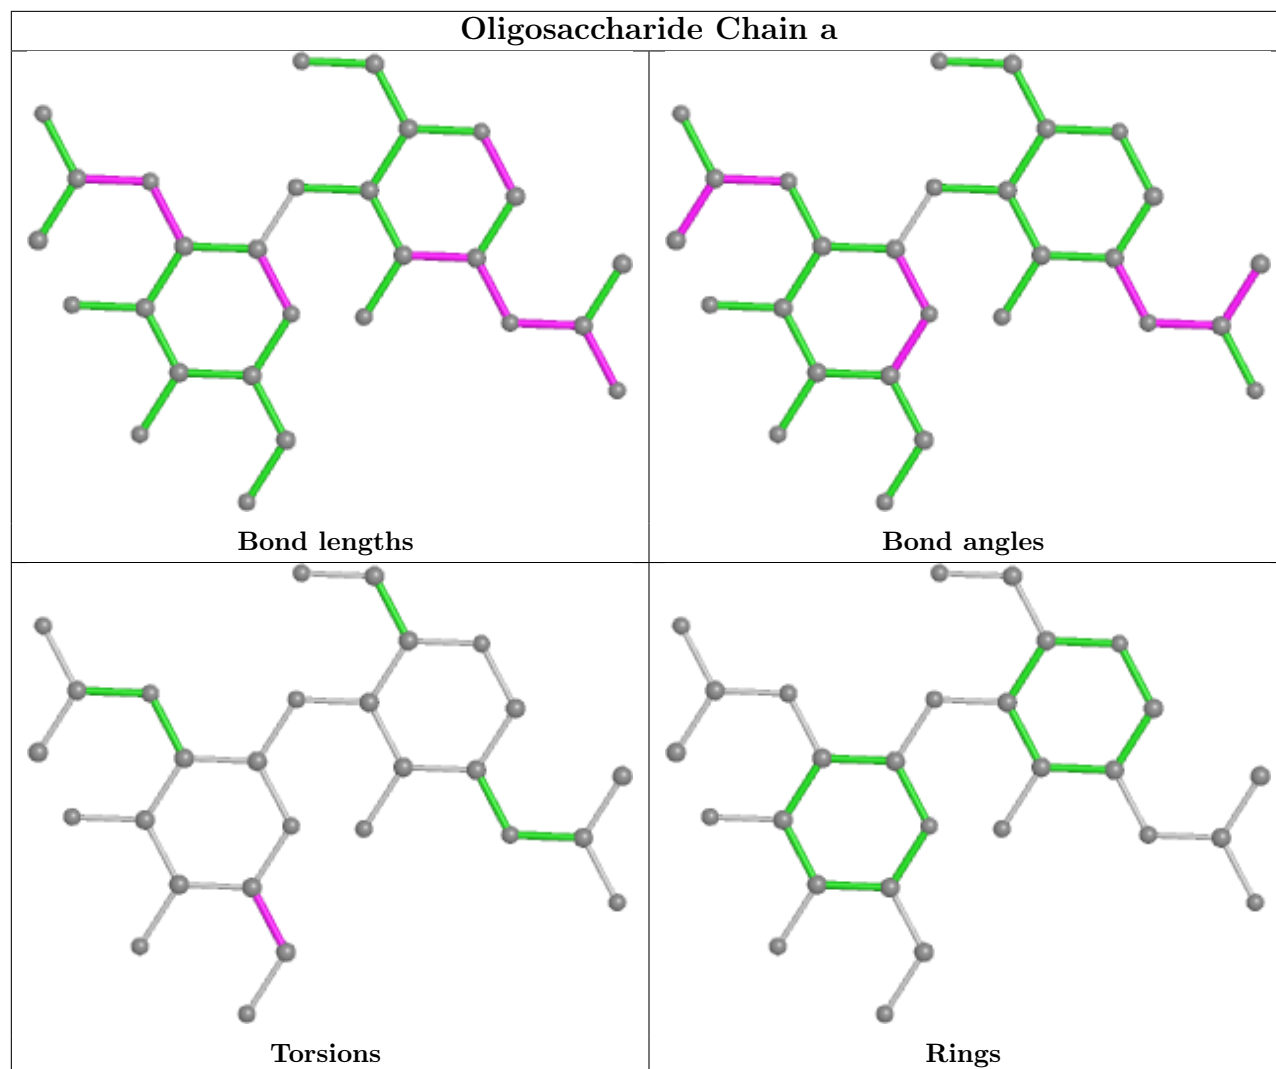 Oligosaccharide Chain a
Bond lengths
Bond angles
Torsions
Rings